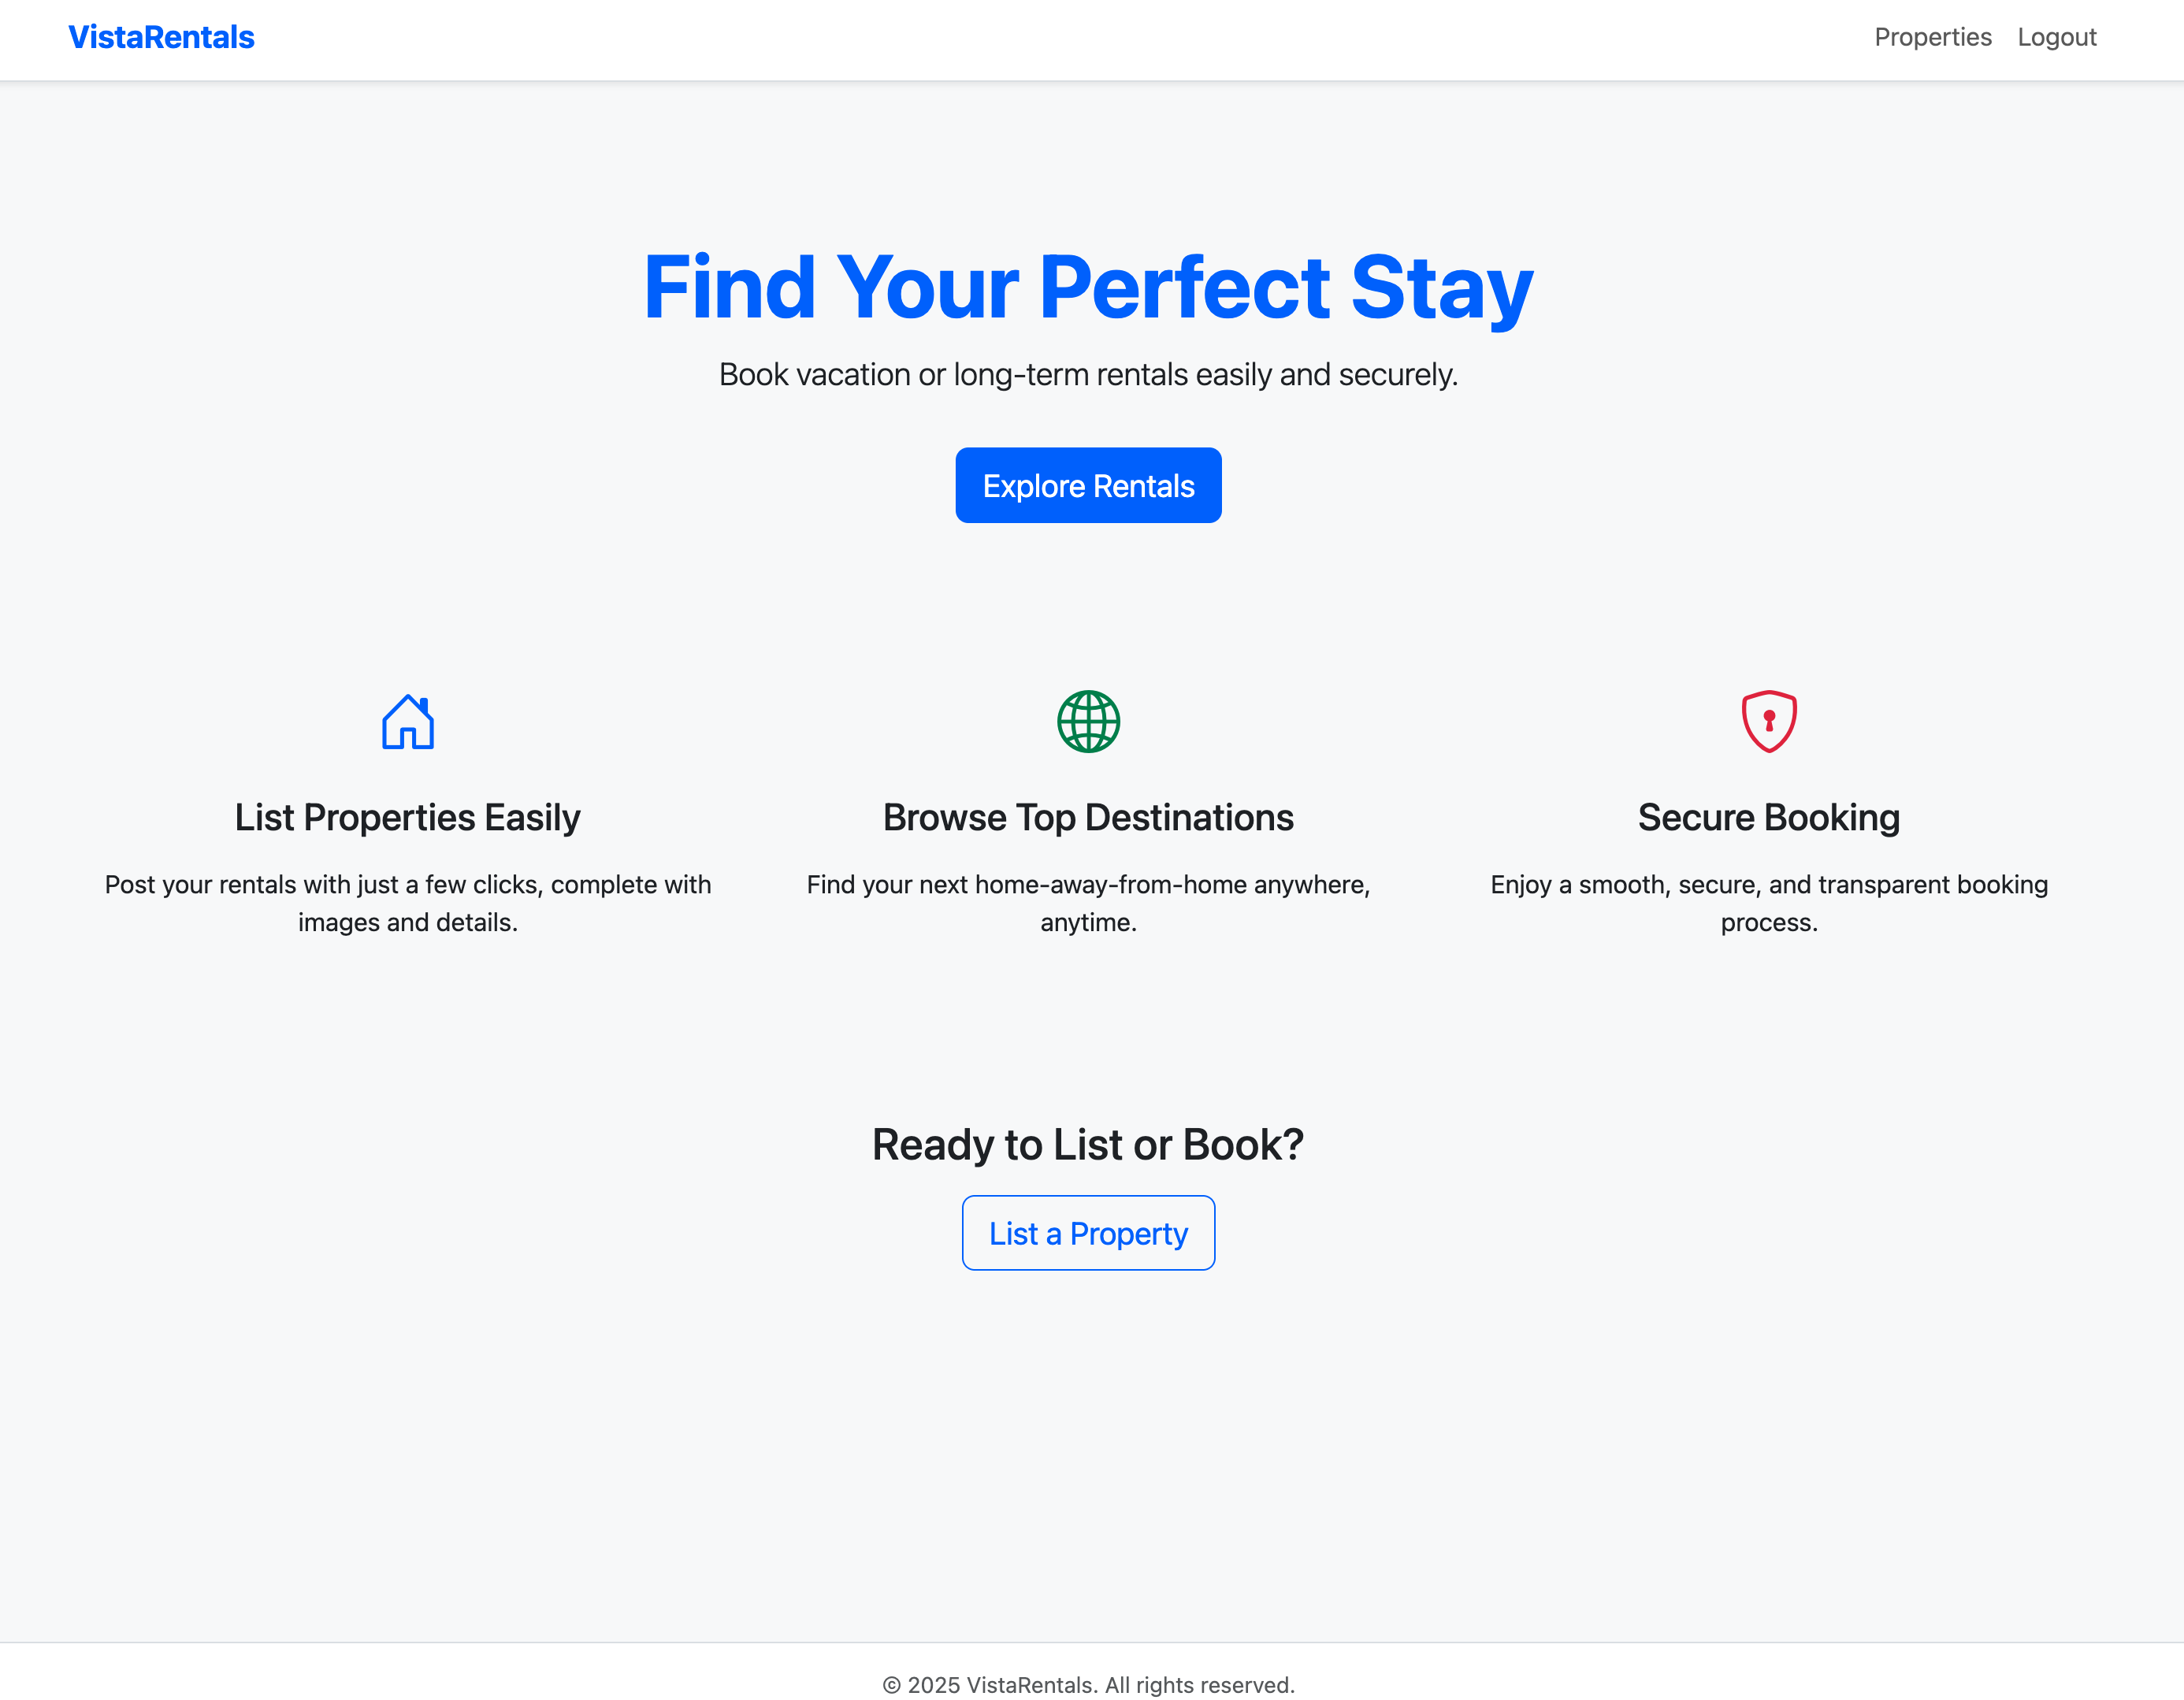 VistaRentals
Properties Logout
Find Your Perfect Stay
Book vacation or long-term rentals easily and securely.
Explore Rentals
List Properties Easily
Post your rentals with just a few clicks, complete with
images and details.
Browse Top Destinations
Find your next home-away-from-home anywhere,
anytime.
Secure Booking
Enjoy a smooth, secure, and transparent booking
process.
Ready to List or Book?
List a Property
© 2025 VistaRentals. All rights reserved.